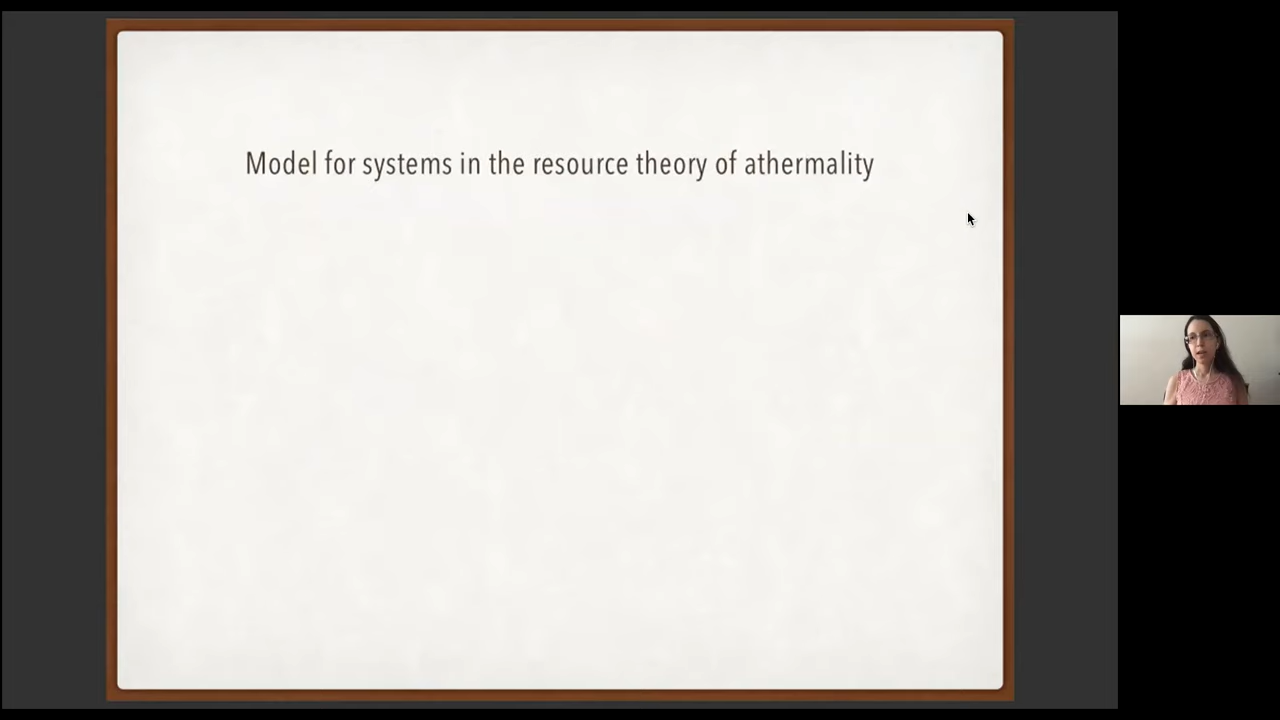 Model for systems in the resource theory of athermality